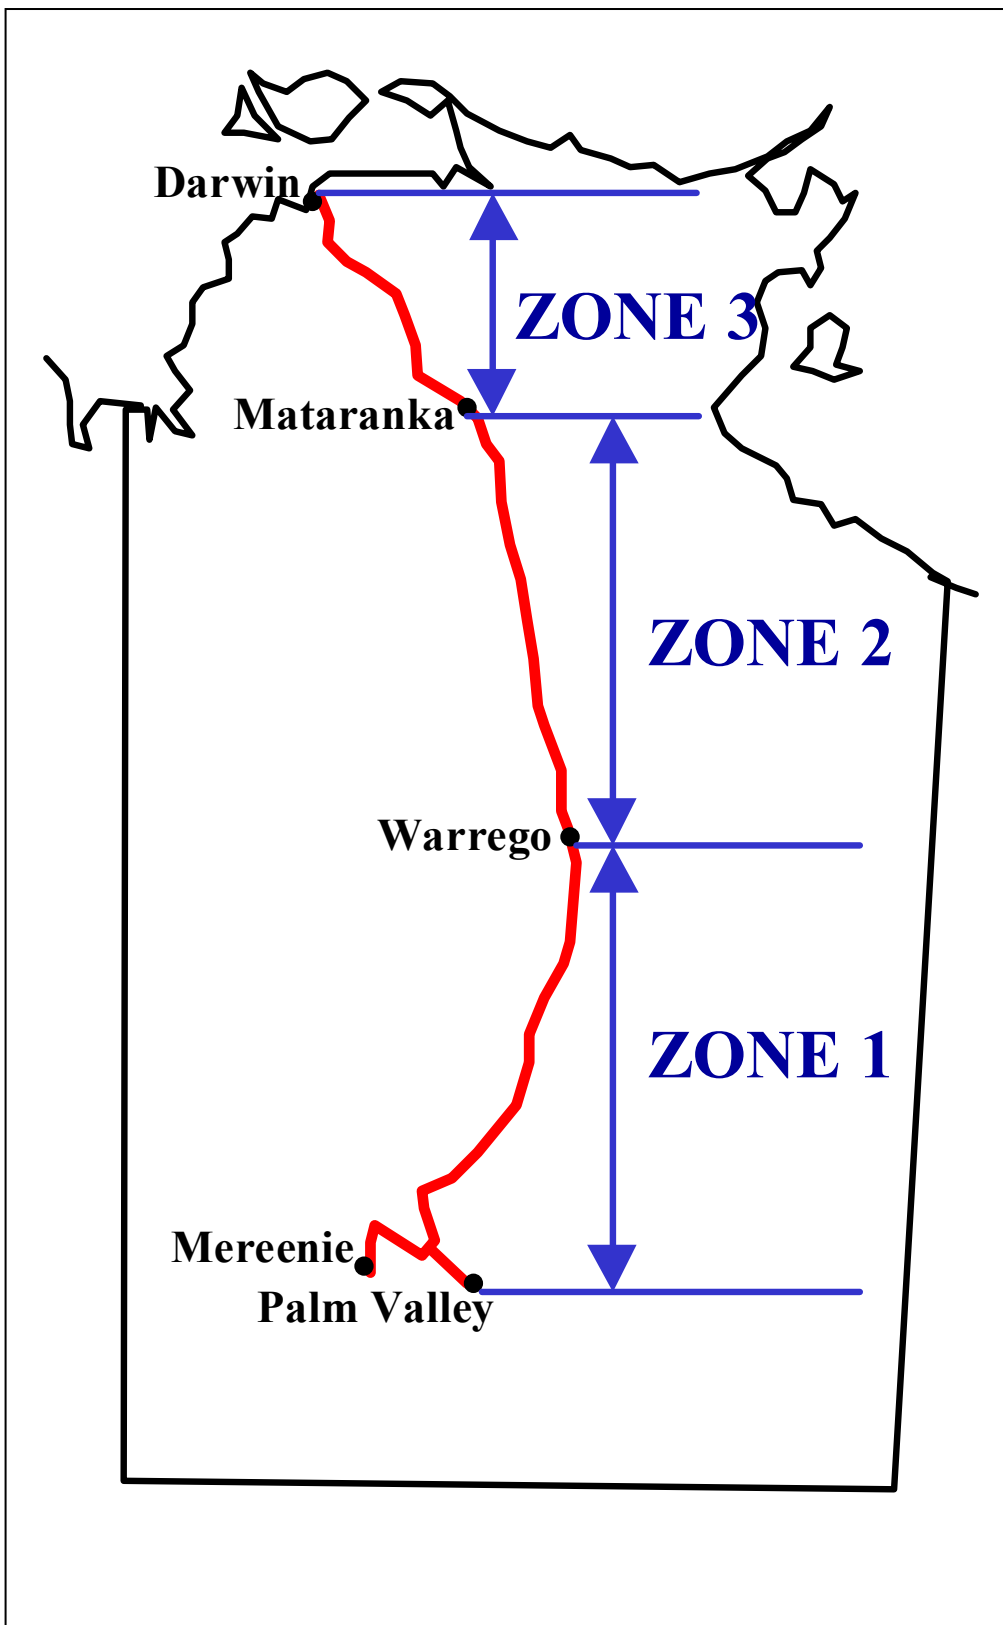 Darwin
ZONE 3
Mataranka
ZONE 2
Warrego
ZONE 1
Mereenie
Palm Valley